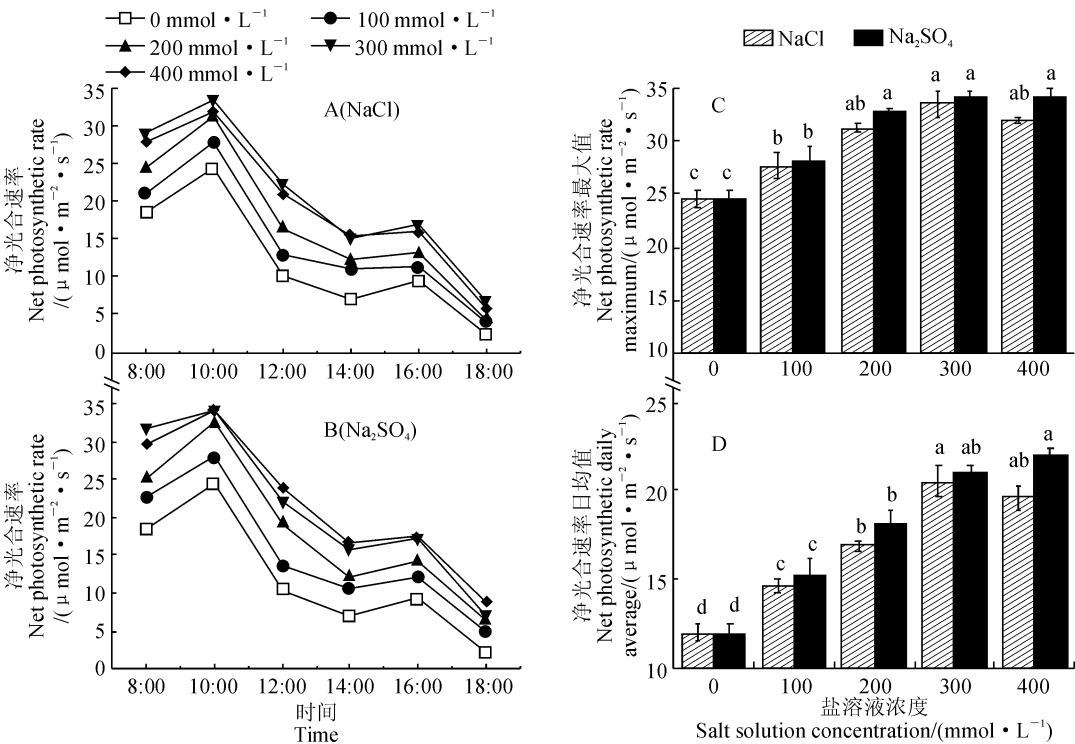 0 mmol·L⁻¹ 100 mmol·L⁻¹
200 mmol·L⁻¹ 300 mmol·L⁻¹
400 mmol·L⁻¹
A(NaCl)
净光合速率
Net photosynthetic rate
/(μmol·m⁻²·s⁻¹)
35
30
25
20
15
10
5
0
8:00 10:00 12:00 14:00 16:00 18:00
B(Na₂SO₄)
净光合速率
Net photosynthetic rate
/(μmol·m⁻²·s⁻¹)
35
30
25
20
15
10
5
0
8:00 10:00 12:00 14:00 16:00 18:00
时间
Time
NaCl Na₂SO₄
C
净光合速率最大值
Net photosynthetic rate
maximum/(μmol·m⁻²·s⁻¹)
35
30
25
20
35
15
10
c c b b ab a a a ab a
0 100 200 300 400
D
净光合速率日均值
Net photosynthetic daily
average/(μmol·m⁻²·s⁻¹)
25
20
15
10
d d c c b b a ab ab a
0 100 200 300 400
盐溶液浓度
Salt solution concentration/(mmol·L⁻¹)